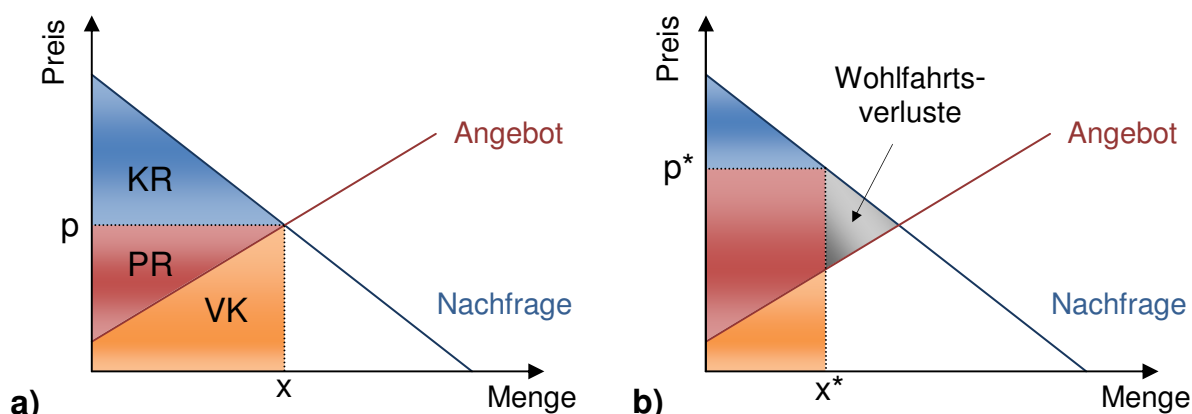 Preis
KR
PR
VK
p
Angebot
Nachfrage
x
Menge
a)
Preis
Wohlfahrts-
verluste
p*
Angebot
Nachfrage
x*
Menge
b)